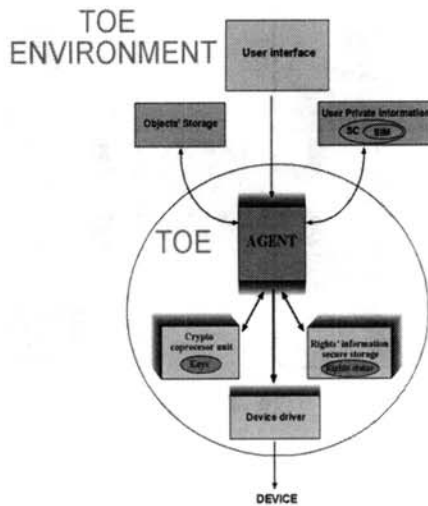 TOE
ENVIRONMENT
User interface
Objects' Storage
User Private information
SC SIM
TOE
AGENT
Crypto
coprocesor unit
Keys
Rights' information
secure storage
Rights status
Device driver
DEVICE